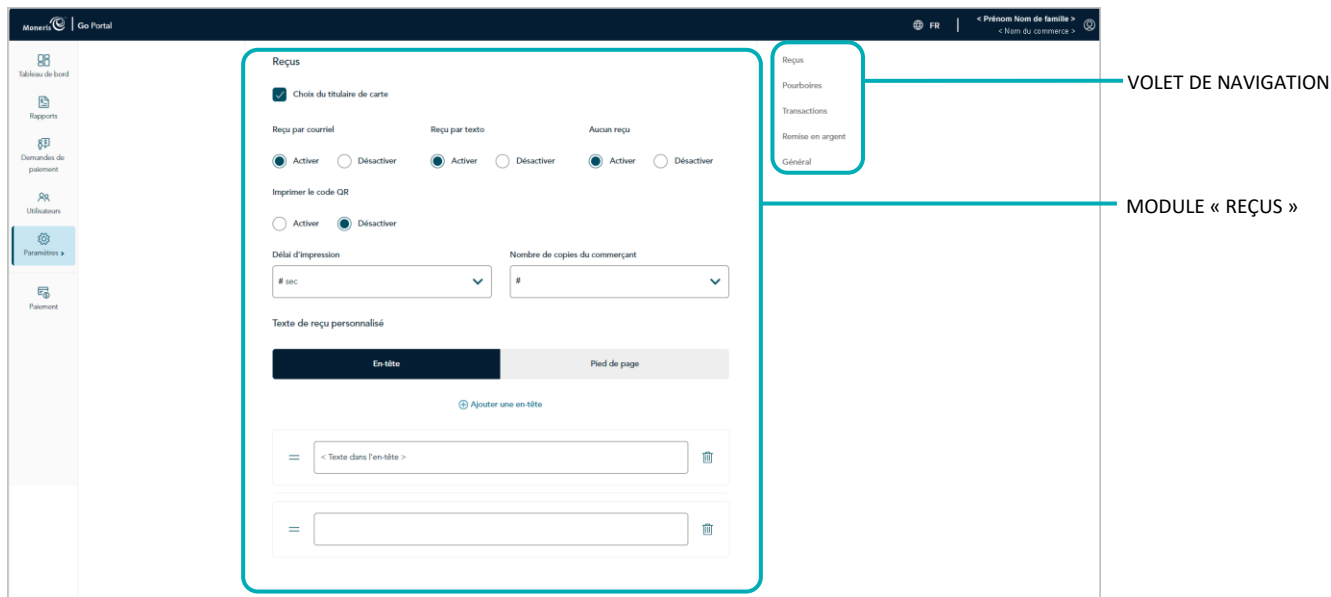 Moneris Go Portal
FR
< Prénom Nom de famille >
< Nom du commerce >
Tableau de bord
Rapports
Demandes de
paiement
Utilisateurs
Paramètres
Paiement
Reçus
Choix du titulaire de carte
Reçu par courriel Reçu par texto Aucun reçu
Activer Désactiver Activer Désactiver Activer Désactiver
Imprimer le code QR
Activer Désactiver
Délai d'impression Nombre de copies du commerçant
# sec #
Texte de reçu personnalisé
En-tête Pied de page
Ajouter une en-tête
< Texte dans l'en-tête >
Reçus
Pourboires
Transactions
Remise en argent
Général
VOLET DE NAVIGATION
MODULE « REÇUS »